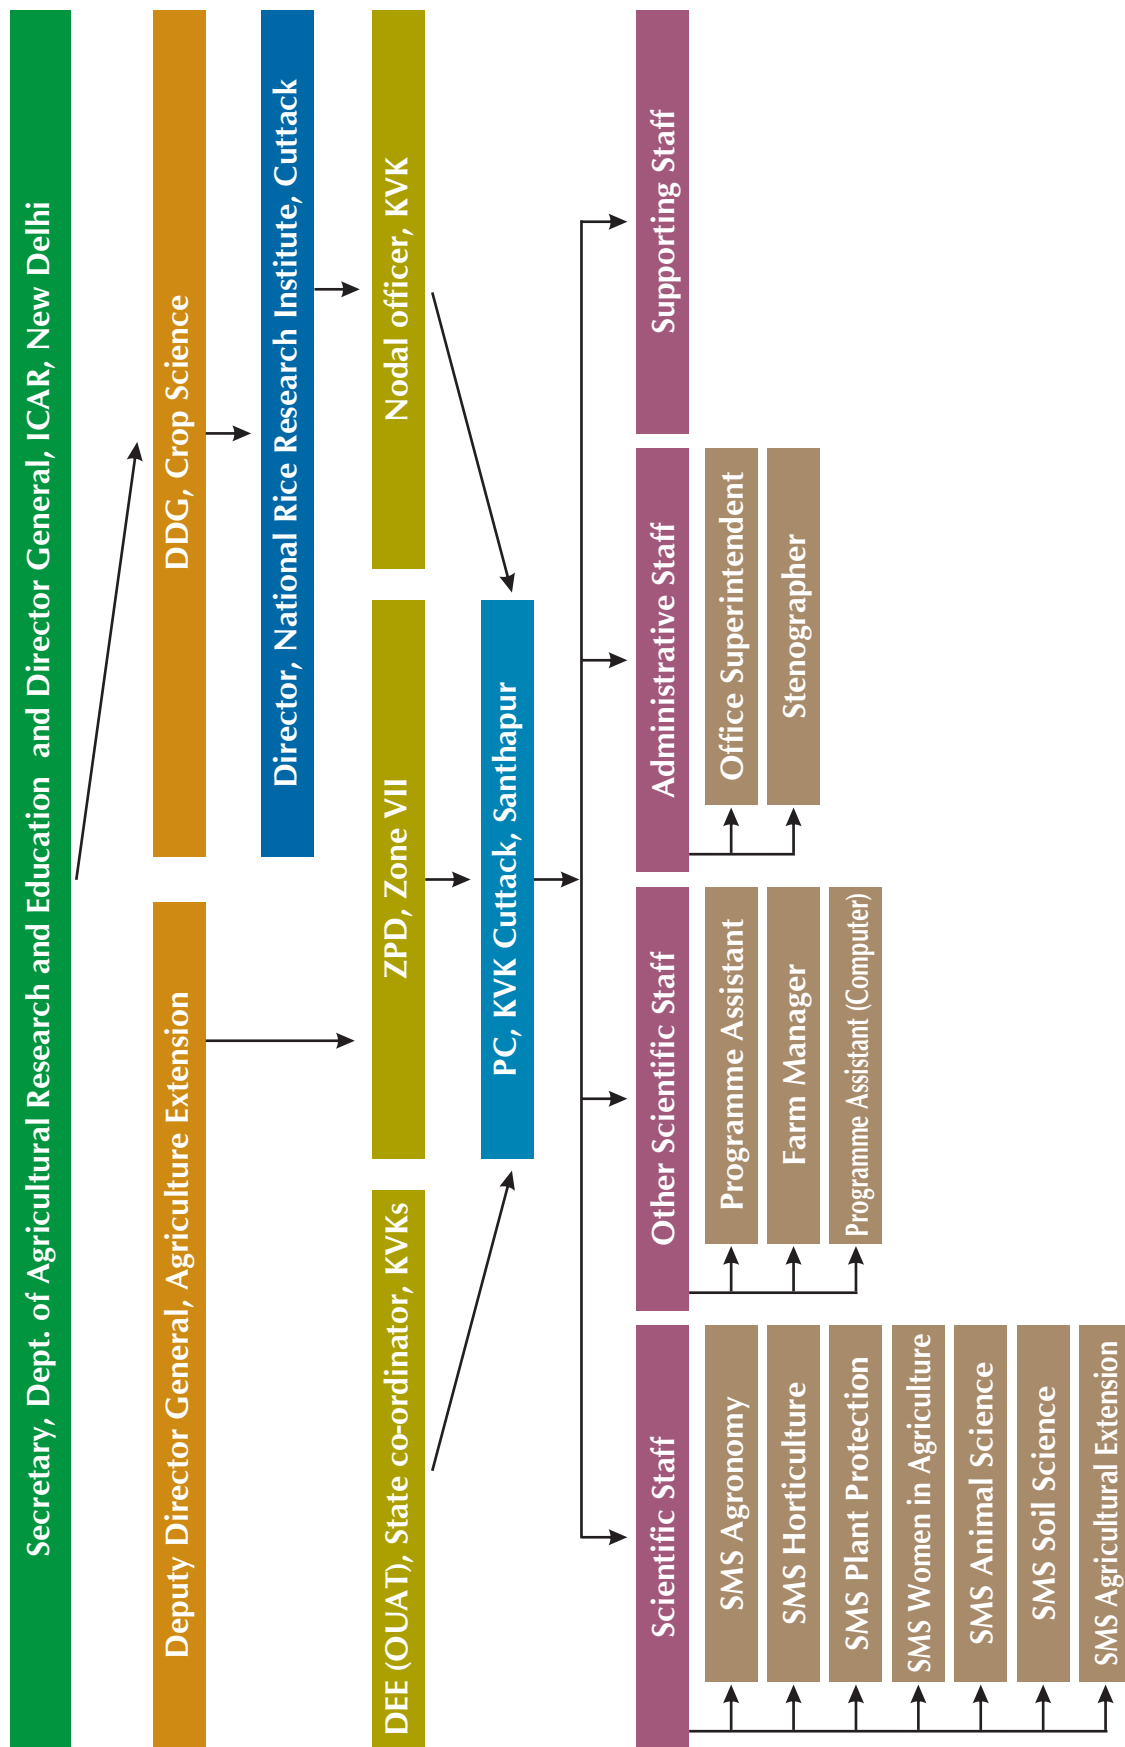 Secretary, Dept. of Agricultural Research and Education and Director General, ICAR, New Delhi
Deputy Director General, Agriculture Extension
DDG, Crop Science
Director, National Rice Research Institute, Cuttack
DEE (OUAT), State co-ordinator, KVKs
ZPD, Zone VII
Nodal officer, KVK
PC, KVK Cuttack, Santhapur
Scientific Staff
Other Scientific Staff
Administrative Staff
Supporting Staff
SMS Agronomy
SMS Horticulture
SMS Plant Protection
SMS Women in Agriculture
SMS Animal Science
SMS Soil Science
SMS Agricultural Extension
Programme Assistant
Farm Manager
Programme Assistant (Computer)
Office Superintendent
Stenographer